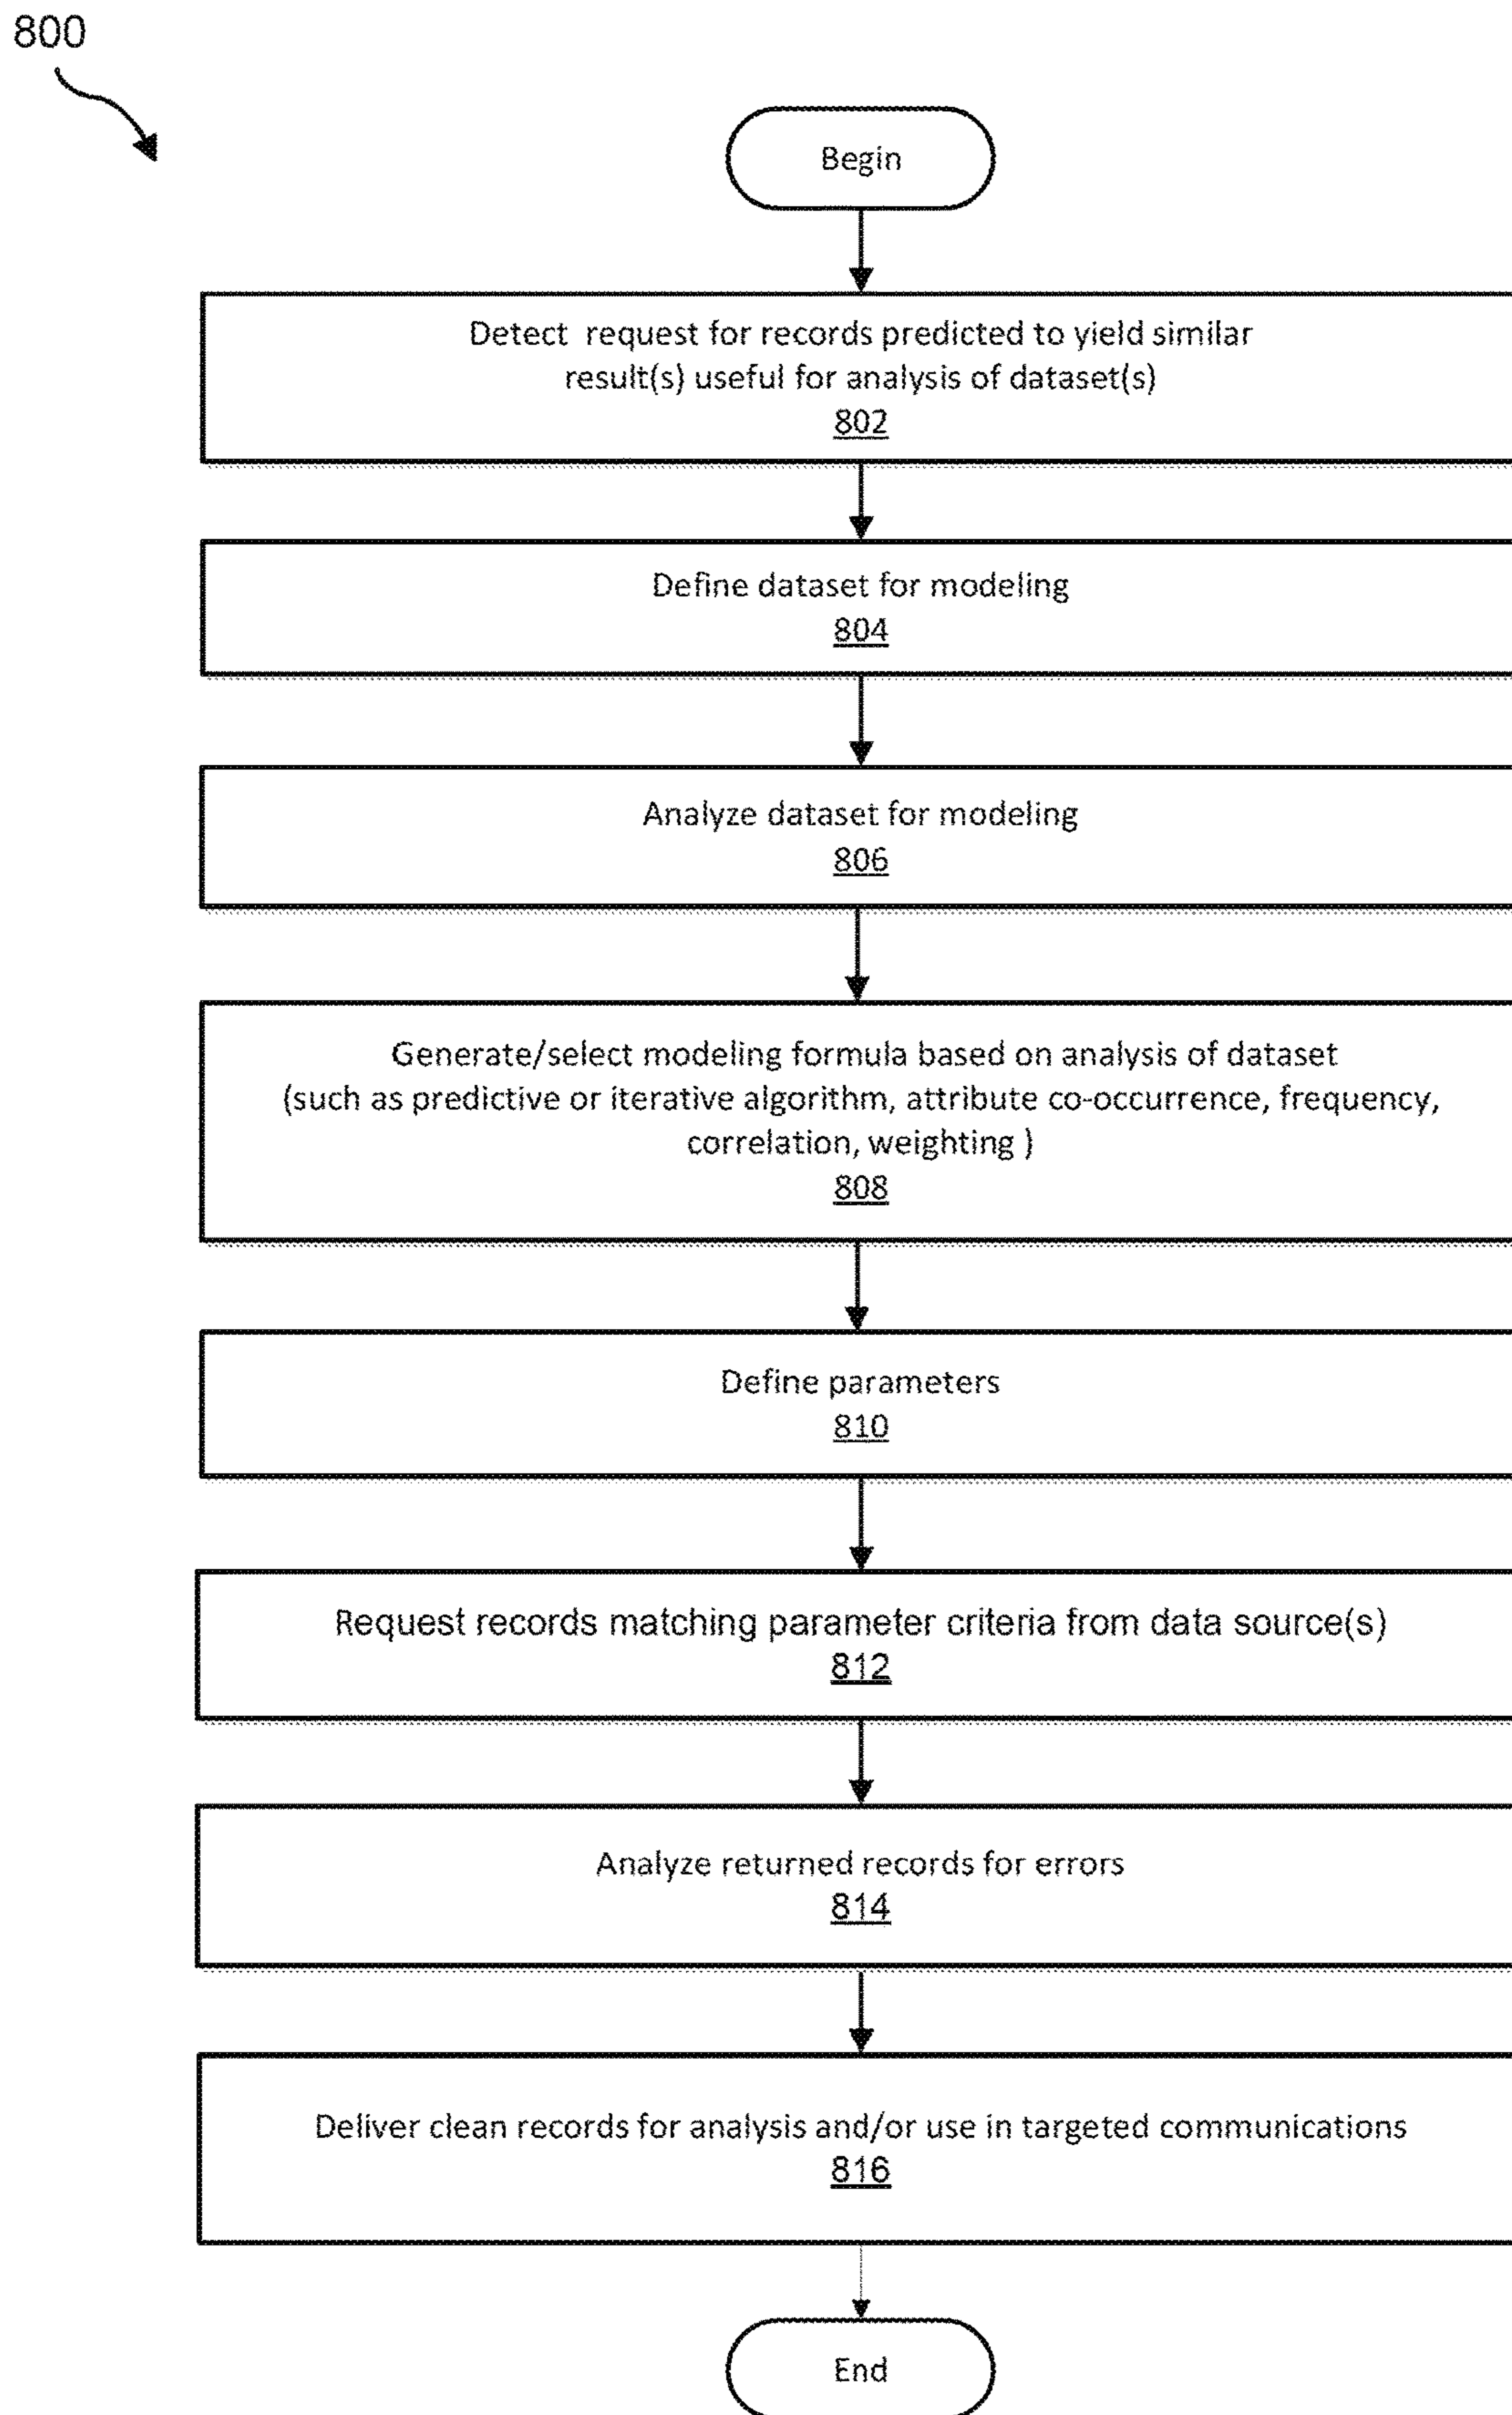 800
Begin
Detect request for records predicted to yield similar
result(s) useful for analysis of dataset(s)
802
Define dataset for modeling
804
Analyze dataset for modeling
806
Generate/select modeling formula based on analysis of dataset
(such as predictive or iterative algorithm, attribute co-occurrence, frequency,
correlation, weighting )
808
Define parameters
810
Request records matching parameter criteria from data source(s)
812
Analyze returned records for errors
814
Deliver clean records for analysis and/or use in targeted communications
816
End